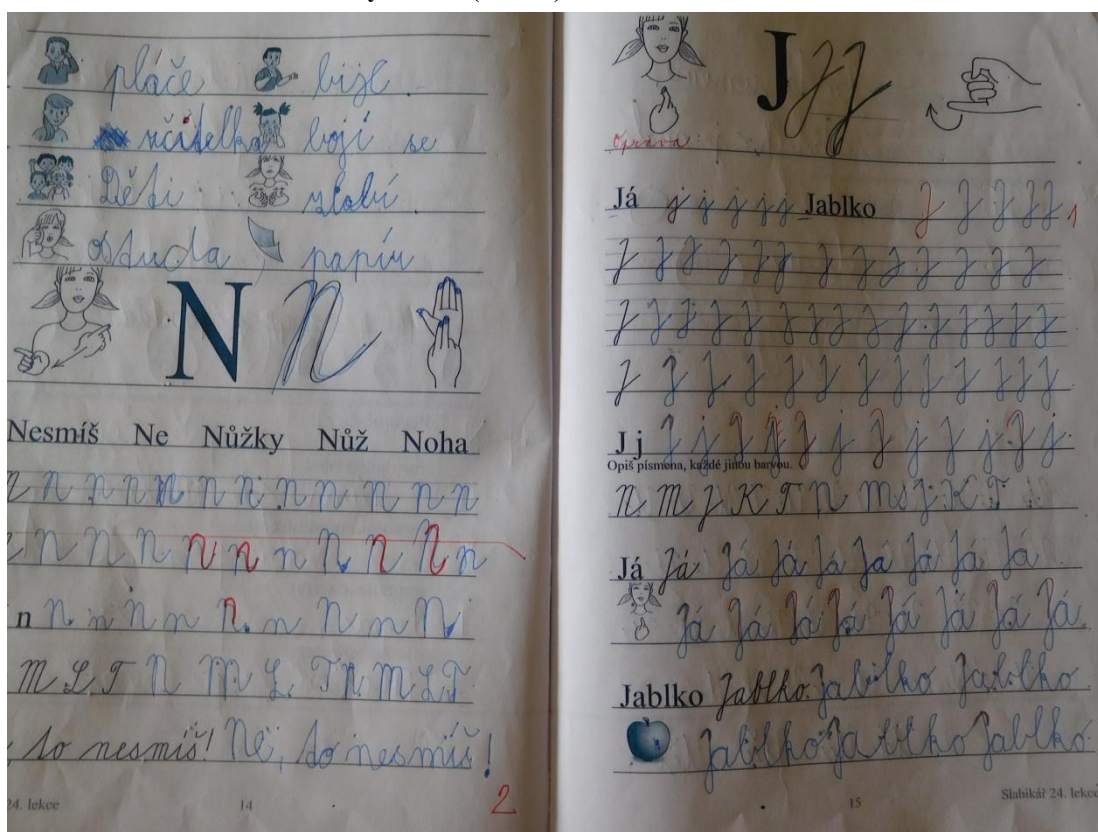 pláče bije
učitelka bojí se
Děti zlobí
Ostuda papír
N N
Nesmíš Ne Nůžky Nůž Noha
N N n n N n N n N N n n
N N N N n n N n N n
n N n N n N n N n N
M L T N M L T N M L T
to nesmíš! Ne, to nesmíš!
24. lekce 14 2
J J J
Oprava:
Já j j j j j Jablko J J J J J 1
J J J J J J J J J J J J J
J J J J J J J J J J J J J J
J J J J J J J J J J J J J
J j J j J j J j J j J j J j
Opiš písmena, každé jinou barvou.
N M J K T N M J K T
Já Já Já Já Já Já Já Já Já
Já Já Já Já Já Já Já Já
Jablko Jablko Jablko Jablko
Jablko Jablko Jablko
15 Slabikář 24. lekce